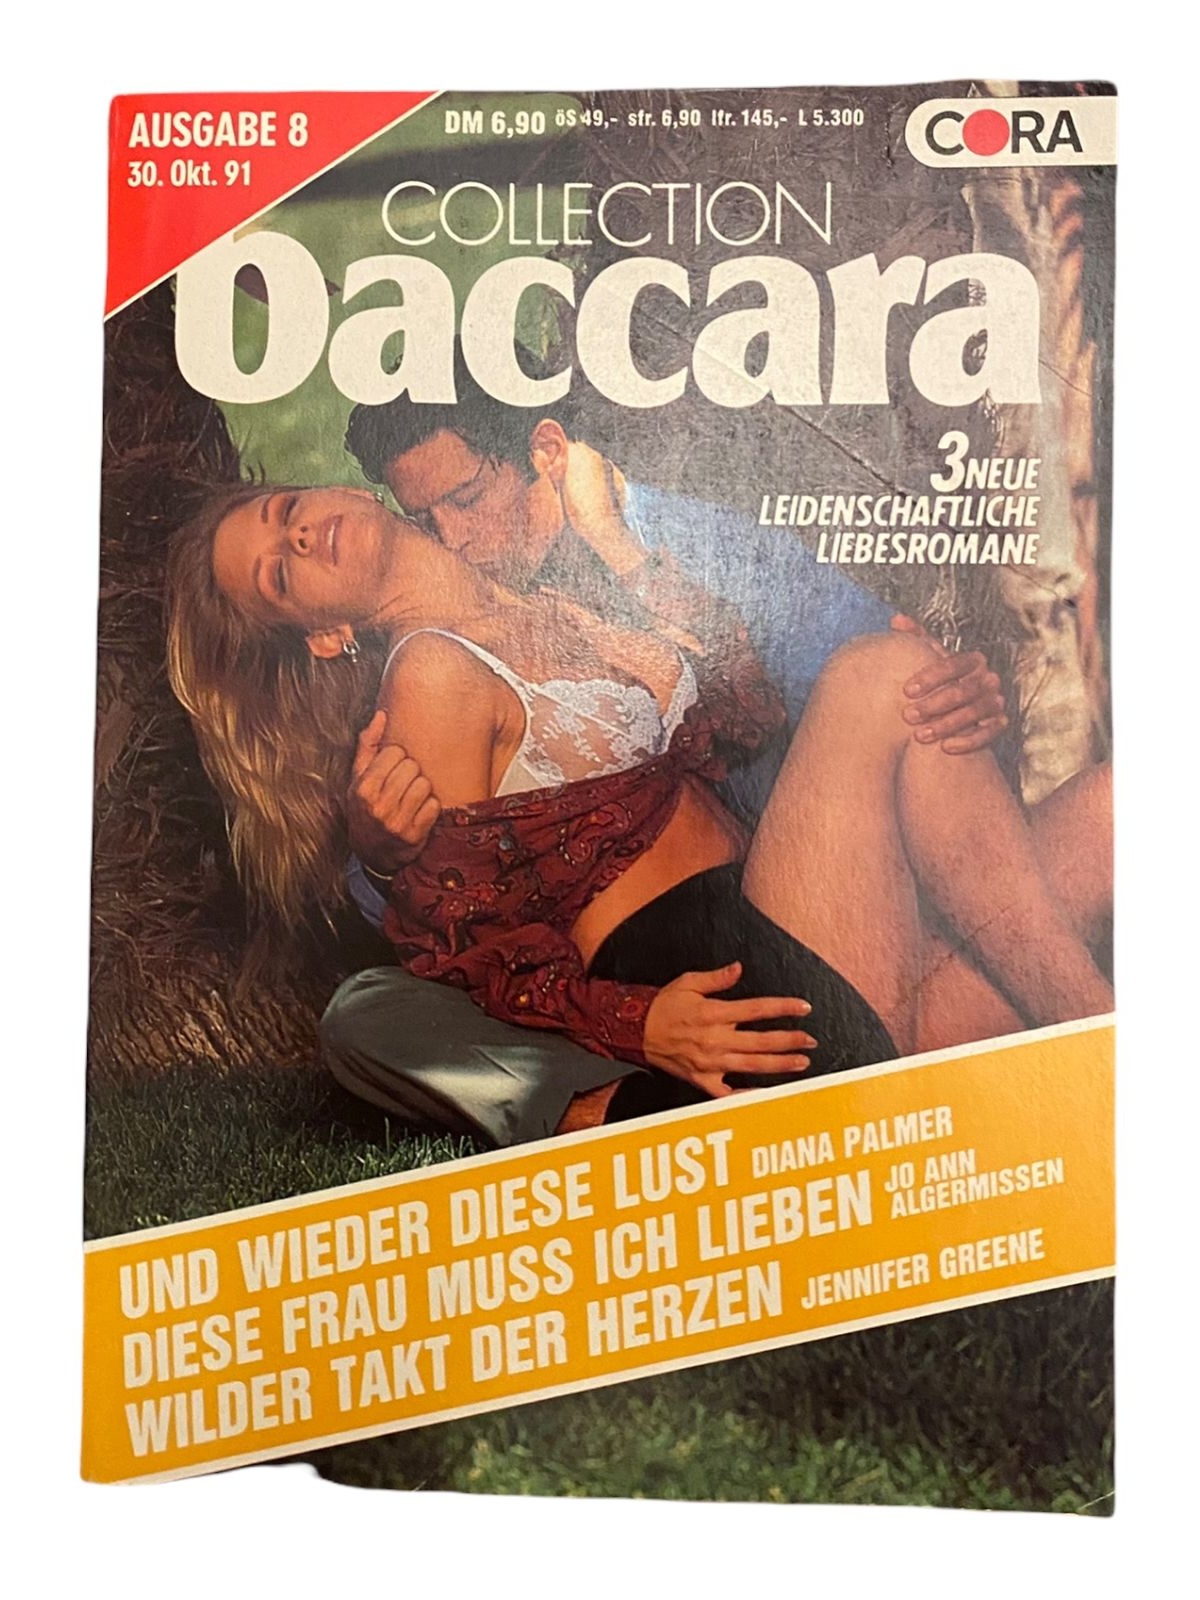 AUSGABE 8
30. Okt. 91
DM 6,90 öS 49,- sfr. 6,90 lfr. 145,- L 5.300
CORA
COLLECTION
baccara
3 NEUE
LEIDENSCHAFTLICHE
LIEBESROMANE
UND WIEDER DIESE LUST DIANA PALMER
DIESE FRAU MUSS ICH LIEBEN JO ANN
ALGERMISSEN
WILDER TAKT DER HERZEN JENNIFER GREENE